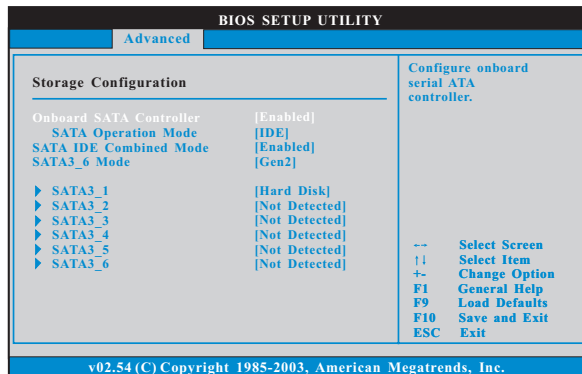 BIOS SETUP UTILITY
Advanced
Storage Configuration
Onboard SATA Controller [Enabled]
SATA Operation Mode [IDE]
SATA IDE Combined Mode [Enabled]
SATA3_6 Mode [Gen2]
SATA3_1 [Hard Disk]
SATA3_2 [Not Detected]
SATA3_3 [Not Detected]
SATA3_4 [Not Detected]
SATA3_5 [Not Detected]
SATA3_6 [Not Detected]
Configure onboard
serial ATA
controller.
←→ Select Screen
↑↓ Select Item
+- Change Option
F1 General Help
F9 Load Defaults
F10 Save and Exit
ESC Exit
v02.54 (C) Copyright 1985-2003, American Megatrends, Inc.